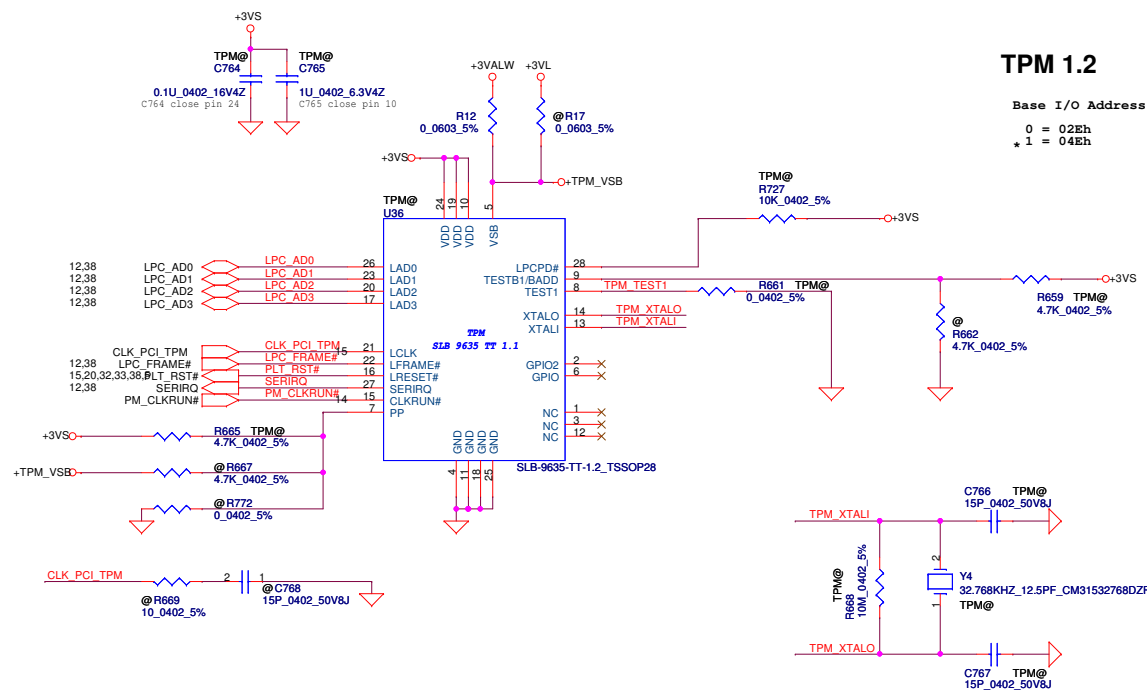 +3VS
TPM@
C764
0.1U_0402_16V4Z
C764 close pin 24
TPM@
C765
1U_0402_6.3V4Z
C765 close pin 10
+3VALW
+3VL
R12
0_0603_5%
@R17
0_0603_5%
+3VS
+TPM_VSB
TPM 1.2
Base I/O Address
0 = 02Eh
* 1 = 04Eh
TPM@
U36
24
19
10
5
VDD
VDD
VDD
VSB
TPM@
R727
10K_0402_5%
+3VS
12,38 LPC_AD0 LPC_AD0 26 LAD0
12,38 LPC_AD1 LPC_AD1 23 LAD1
12,38 LPC_AD2 LPC_AD2 20 LAD2
12,38 LPC_AD3 LPC_AD3 17 LAD3
LPCPD# 28
TESTB1/BADD 9
TEST1 8 TPM_TEST1
R661 TPM@
0_0402_5%
+3VS
R659 TPM@
4.7K_0402_5%
@
R662
4.7K_0402_5%
XTALO 14 TPM_XTALO
XTALI 13 TPM_XTALI
TPM
SLB 9635 TT 1.1
CLK_PCI_TPM CLK_PCI_TPM 15 21 LCLK
12,38 LPC_FRAME# LPC_FRAME# 22 LFRAME#
15,20,32,33,38,5 PLT_RST# PLT_RST# 16 LRESET#
12,38 SERIRQ SERIRQ 27 SERIRQ
PM_CLKRUN# PM_CLKRUN# 14 15 CLKRUN#
7 PP
GPIO2 2
GPIO 6
NC 1
NC 3
NC 12
GND
GND
GND
GND
4
11
18
25
SLB-9635-TT-1.2_TSSOP28
+3VS
R665 TPM@
4.7K_0402_5%
+TPM_VSB
@R667
4.7K_0402_5%
@R772
0_0402_5%
CLK_PCI_TPM
@R669
10_0402_5%
2 1
@C768
15P_0402_50V8J
C766 TPM@
15P_0402_50V8J
TPM_XTALI
TPM@
R668
10M_0402_5%
2
1
Y4
32.768KHZ_12.5PF_CM31532768DZF
TPM@
TPM_XTALO
C767 TPM@
15P_0402_50V8J